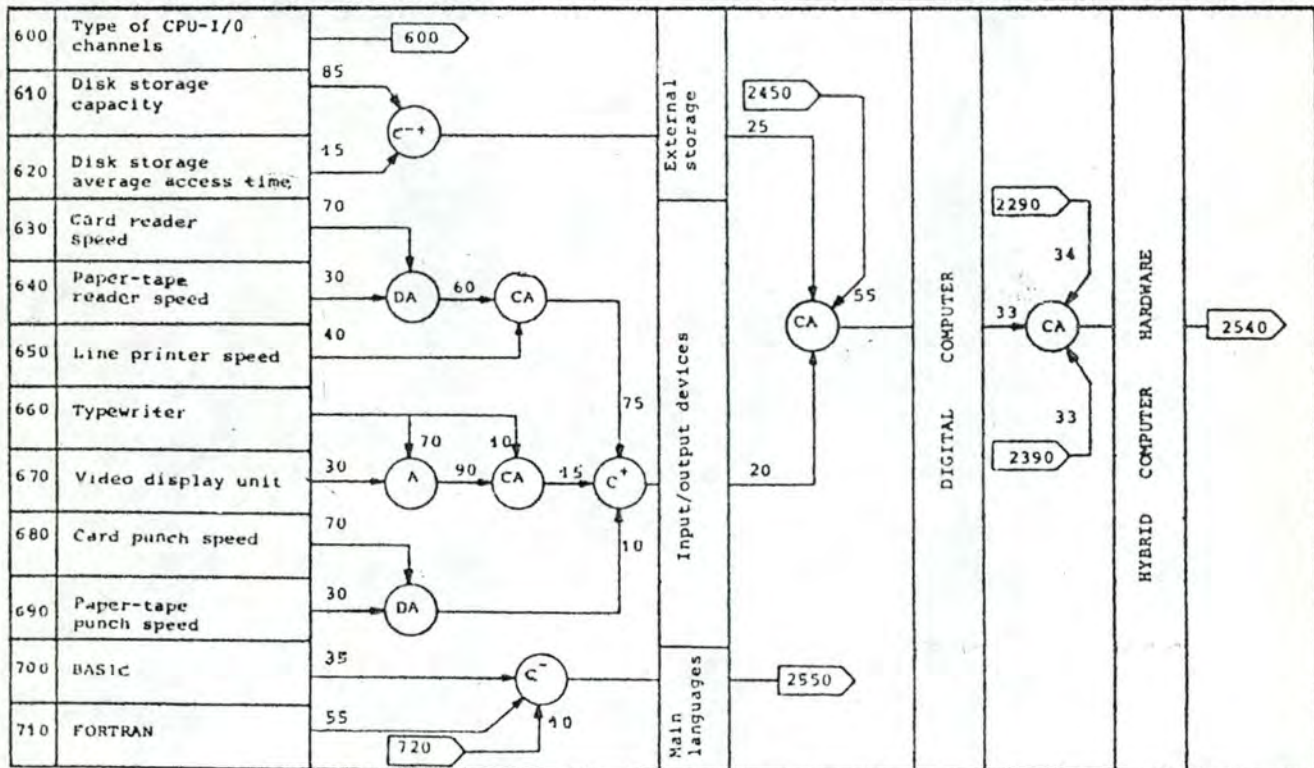 600 Type of CPU-I/0
channels
600
610 Disk storage
capacity
85
620 Disk storage
average access time
15
C-+
630 Card reader
speed
70
640 Paper-tape
reader speed
30
DA
60
CA
650 Line printer speed
40
75
660 Typewriter
70
10
670 Video display unit
30
A
90
CA
15
C+
680 Card punch speed
70
10
690 Paper-tape
punch speed
30
DA
700 BASIC
35
C-
710 FORTRAN
55
10
720
External
storage
Input/output devices
Main
languages
2450
25
55
CA
20
2550
DIGITAL COMPUTER
2290
34
33
CA
33
2390
HYBRID COMPUTER HARDWARE
2540